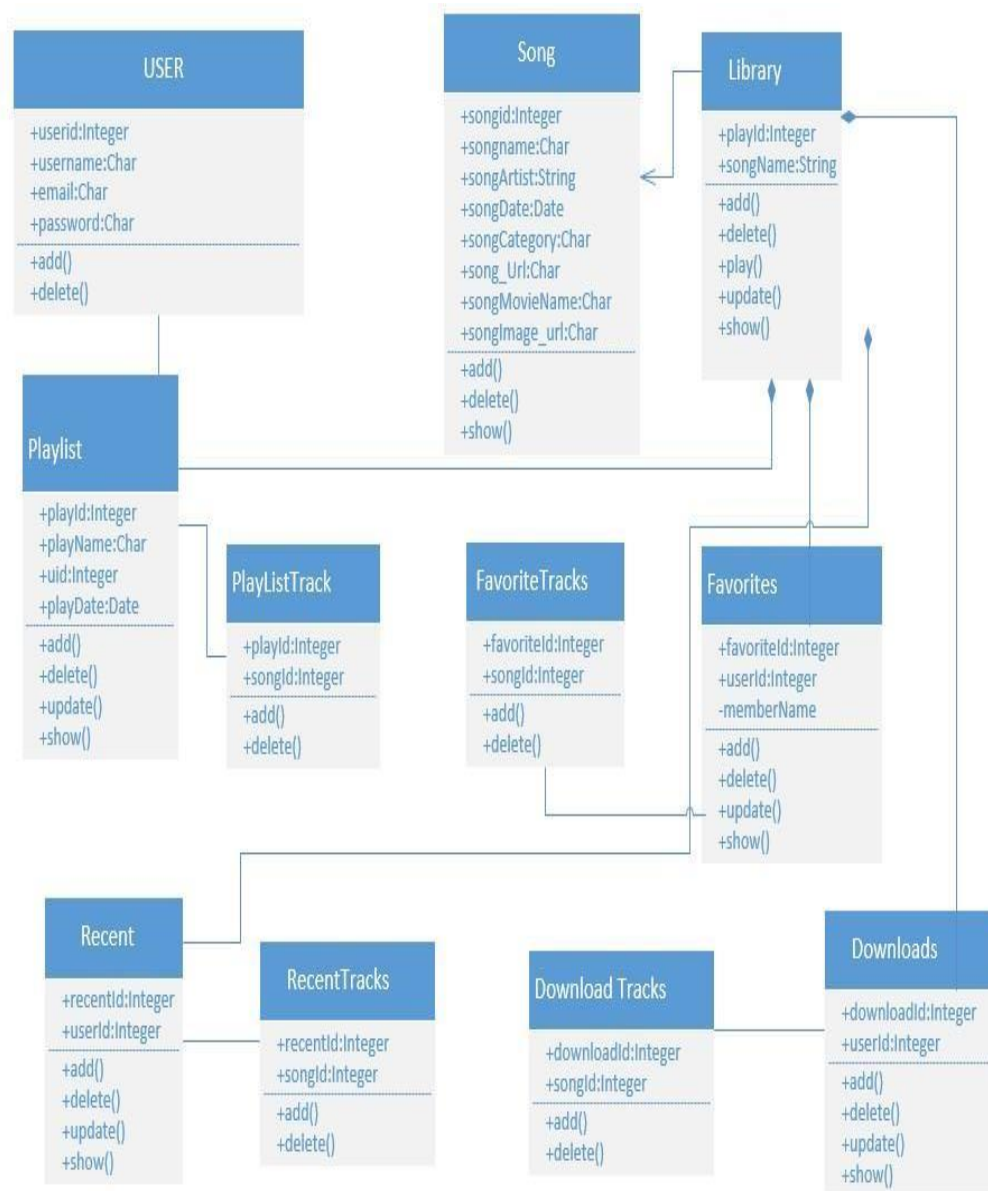 USER
+userid:Integer
+username:Char
+email:Char
+password:Char
+add()
+delete()
Song
+songid:Integer
+songname:Char
+songArtist:String
+songDate:Date
+songCategory:Char
+song_Url:Char
+songMovieName:Char
+songImage_url:Char
+add()
+delete()
+show()
Library
+playId:Integer
+songName:String
+add()
+delete()
+play()
+update()
+show()
Playlist
+playId:Integer
+playName:Char
+uid:Integer
+playDate:Date
+add()
+delete()
+update()
+show()
PlayListTrack
+playId:Integer
+songId:Integer
+add()
+delete()
FavoriteTracks
+favoriteId:Integer
+songId:Integer
+add()
+delete()
Favorites
+favoriteId:Integer
+userId:Integer
-memberName
+add()
+delete()
+update()
+show()
Recent
+recentId:Integer
+userId:Integer
+add()
+delete()
+update()
+show()
RecentTracks
+recentId:Integer
+songId:Integer
+add()
+delete()
Download Tracks
+downloadId:Integer
+songId:Integer
+add()
+delete()
Downloads
+downloadId:Integer
+userId:Integer
+add()
+delete()
+update()
+show()